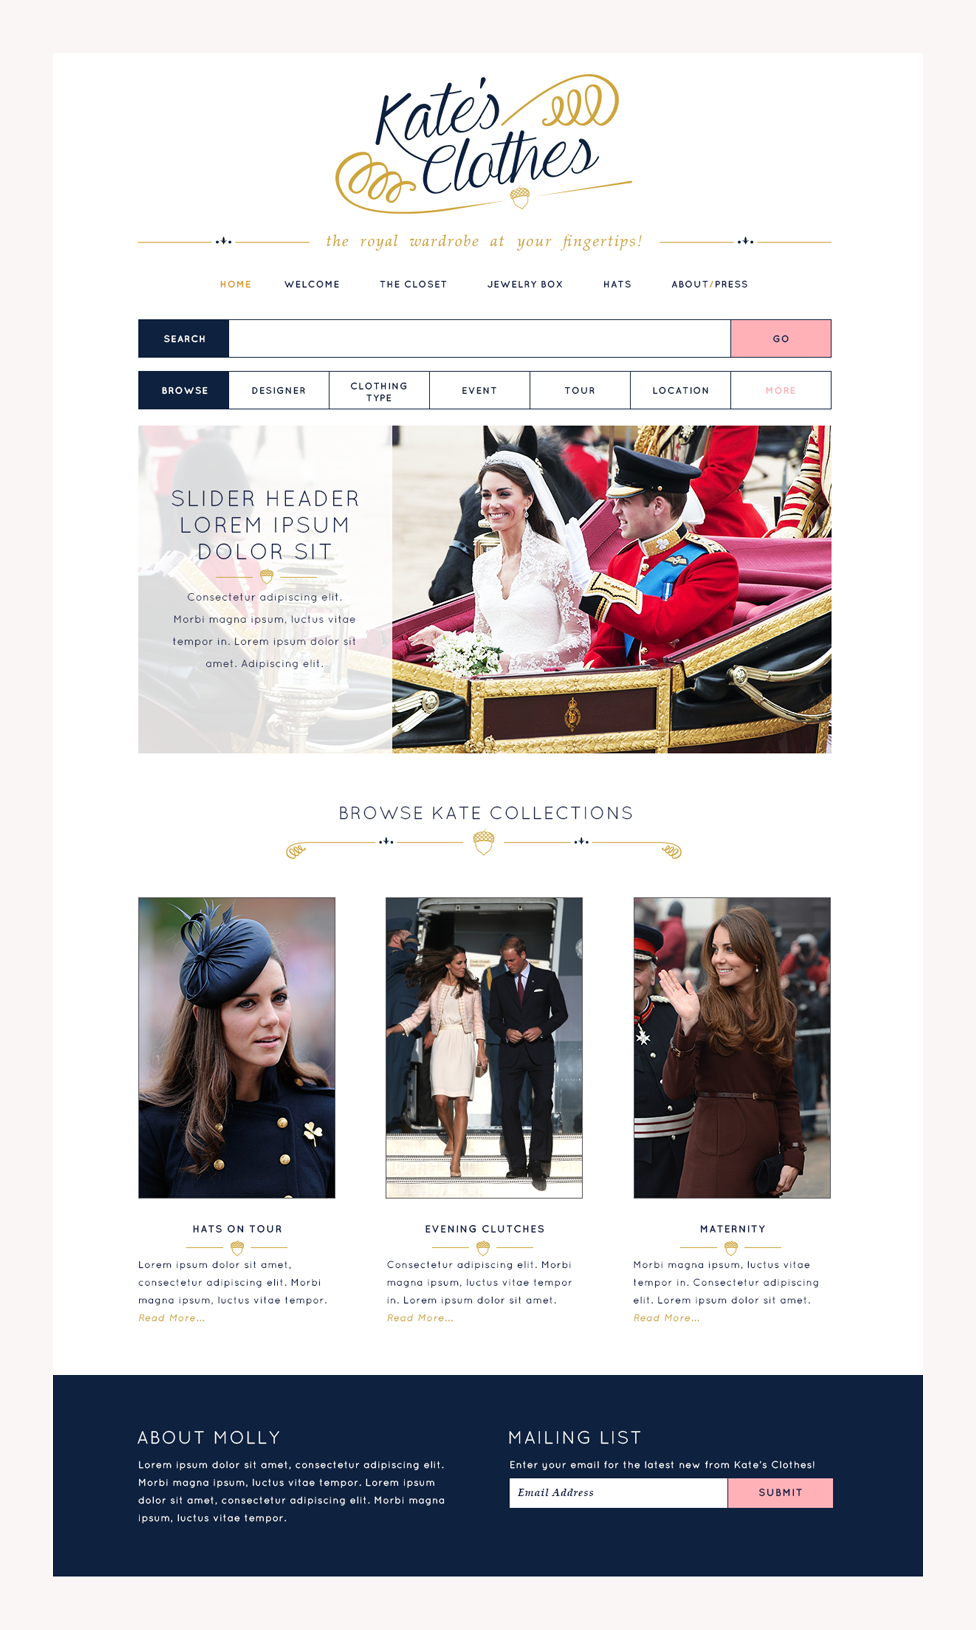 Kate's
Clothes
the royal wardrobe at your fingertips!
HOME WELCOME THE CLOSET JEWELRY BOX HATS ABOUT/PRESS
SEARCH GO
BROWSE DESIGNER CLOTHING TYPE EVENT TOUR LOCATION MORE
SLIDER HEADER
LOREM IPSUM
DOLOR SIT
Consectetur adipiscing elit.
Morbi magna ipsum, luctus vitae
tempor in. Lorem ipsum dolor sit
amet. Adipiscing elit.
BROWSE KATE COLLECTIONS
HATS ON TOUR
Lorem ipsum dolor sit amet,
consectetur adipiscing elit. Morbi
magna ipsum, luctus vitae tempor.
Read More...
EVENING CLUTCHES
Consectetur adipiscing elit. Morbi
magna ipsum, luctus vitae tempor
in. Lorem ipsum dolor sit amet.
Read More...
MATERNITY
Morbi magna ipsum, luctus vitae
tempor in. Consectetur adipiscing
elit. Lorem ipsum dolor sit amet.
Read More...
ABOUT MOLLY
Lorem ipsum dolor sit amet, consectetur adipiscing elit.
Morbi magna ipsum, luctus vitae tempor. Lorem ipsum
dolor sit amet, consectetur adipiscing elit. Morbi magna
ipsum, luctus vitae tempor.
MAILING LIST
Enter your email for the latest new from Kate's Clothes!
Email Address SUBMIT